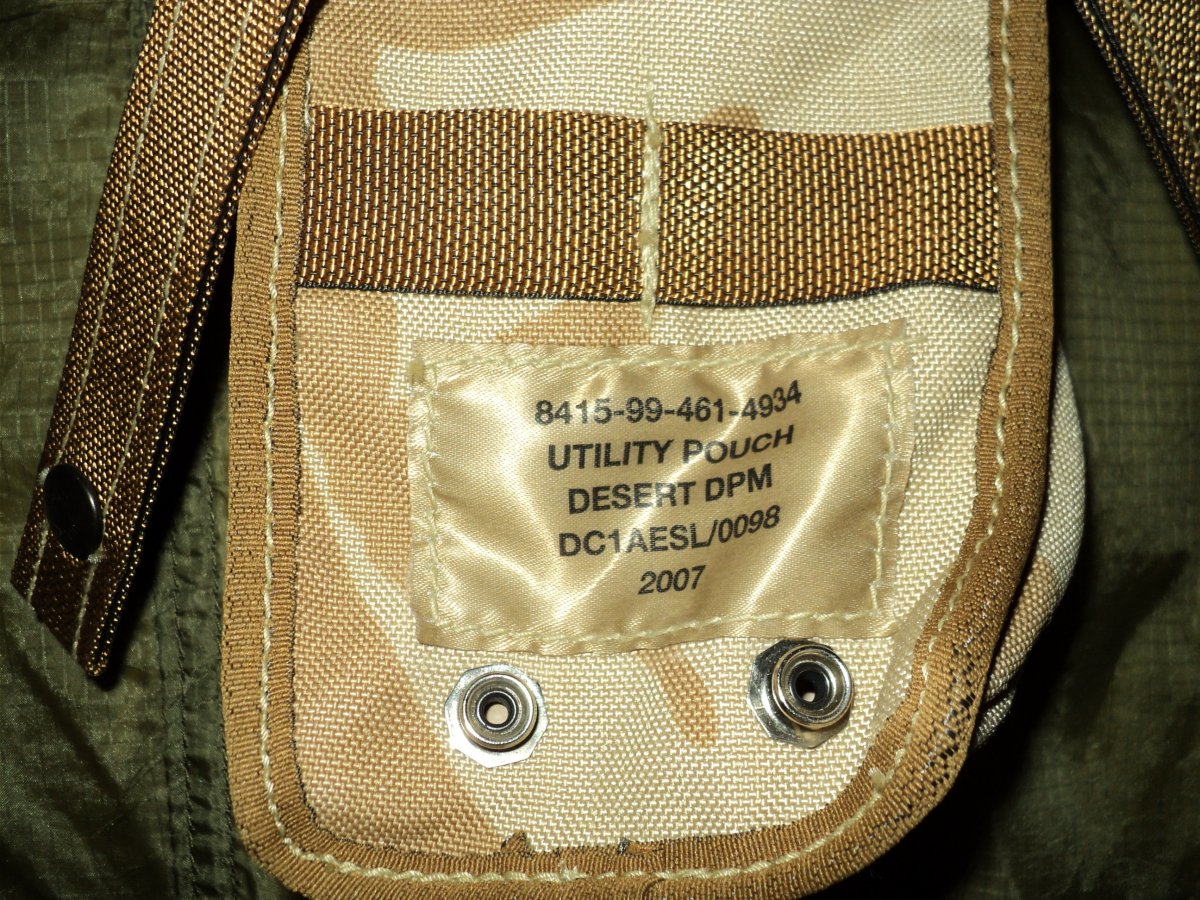 8415-99-461-4934
UTILITY POUCH
DESERT DPM
DC1AESL/0098
2007